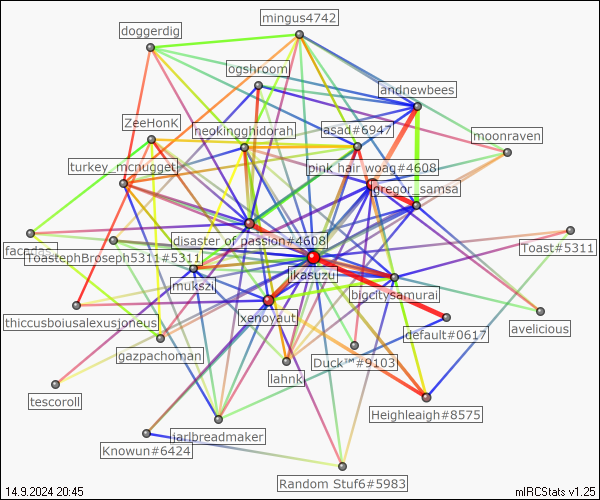 mingus4742
doggerdig
ogshroom
andnewbees
ZeeHonK
neokingghidorah
asad#6947
moonraven
turkey_mcnugget
pink hair woag#4608
gregor_samsa
disaster of passion#4608
Toast#5311
ToastephBroseph5311#5311
ikasuzu
mukszi
bigcitysamurai
thiccusboiusalexusjoneus
xenoyaut
avelicious
default#0617
gazpachoman
Duck™#9103
lahnk
tescoroll
Heighleaigh#8575
jarlbreadmaker
Knowun#6424
Random Stuf6#5983
14.9.2024 20:45
mIRCStats v1.25